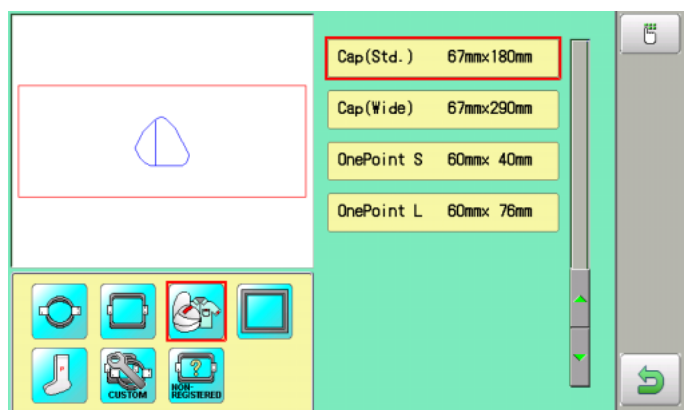 Cap(Std.) 67mm×180mm
Cap(Wide) 67mm×290mm
OnePoint S 60mm× 40mm
OnePoint L 60mm× 76mm
?
CUSTOM
NON-
REGISTERED